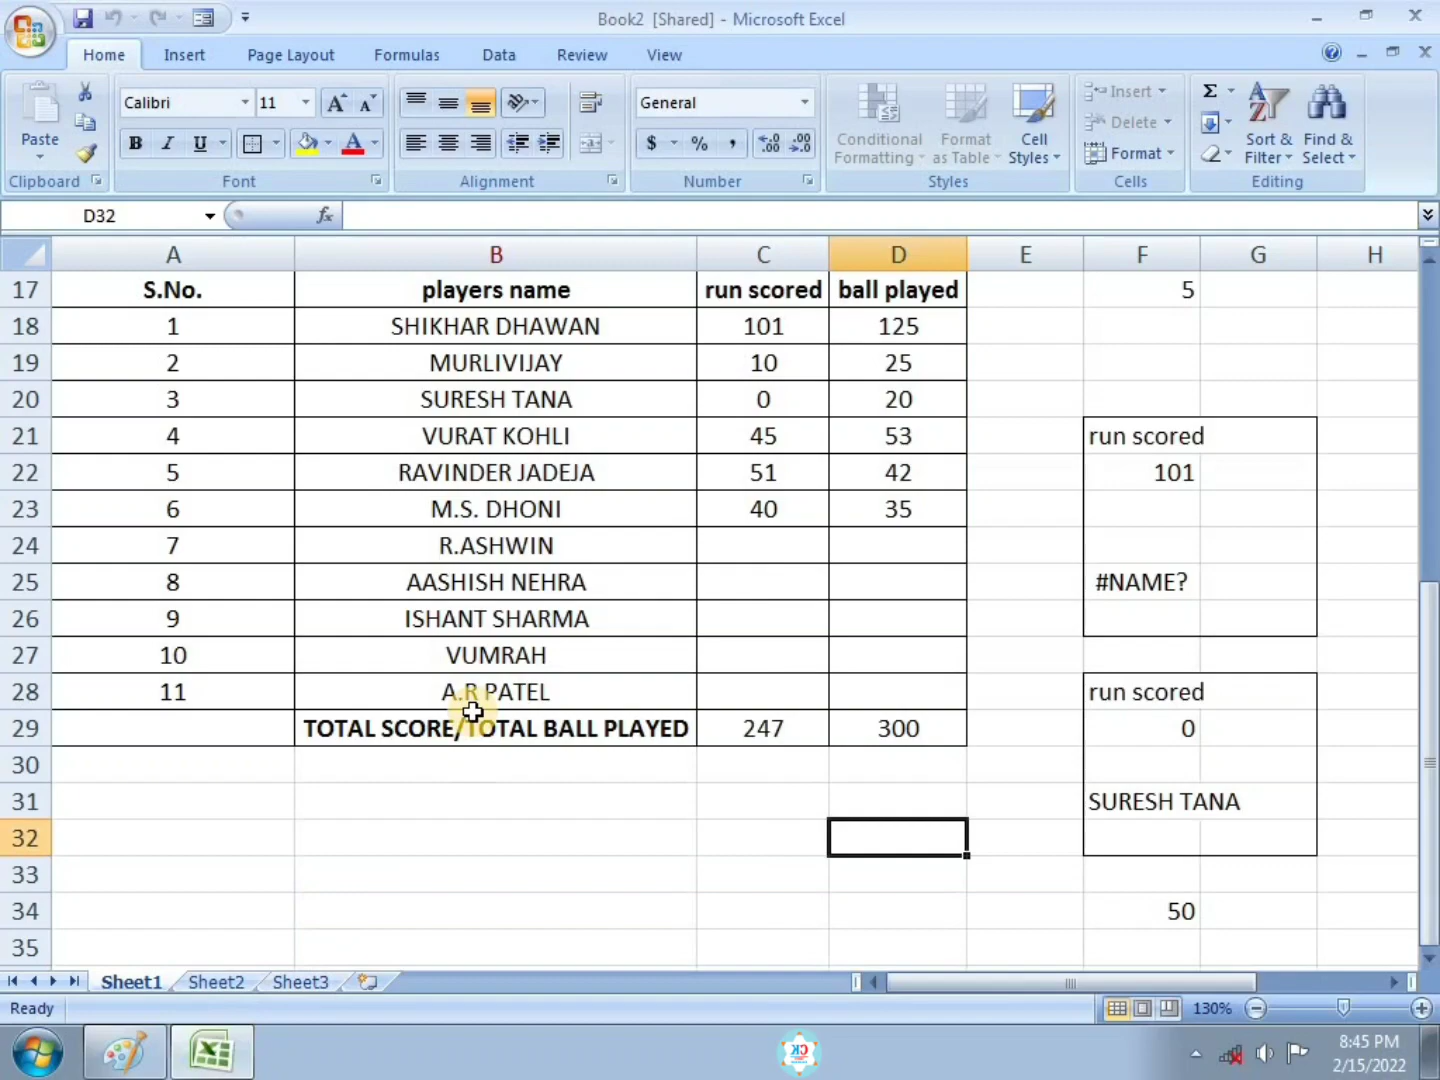 Book2 [Shared] - Microsoft Excel
Home Insert Page Layout Formulas Data Review View
Paste
Clipboard
Calibri 11
B I U
Font
Alignment
General
$ % ,
Number
Conditional Formatting
Format as Table
Cell Styles
Styles
Insert
Delete
Format
Cells
Σ
Sort & Filter
Find & Select
Editing
D32 fx
A B C D E F G H
17 S.No. players name run scored ball played 5
18 1 SHIKHAR DHAWAN 101 125
19 2 MURLIVIJAY 10 25
20 3 SURESH TANA 0 20
21 4 VURAT KOHLI 45 53 run scored
22 5 RAVINDER JADEJA 51 42 101
23 6 M.S. DHONI 40 35
24 7 R.ASHWIN
25 8 AASHISH NEHRA #NAME?
26 9 ISHANT SHARMA
27 10 VUMRAH
28 11 A.R PATEL run scored
29 TOTAL SCORE/TOTAL BALL PLAYED 247 300 0
30
31 SURESH TANA
32
33
34 50
35
Sheet1 Sheet2 Sheet3
Ready 130%
8:45 PM
2/15/2022